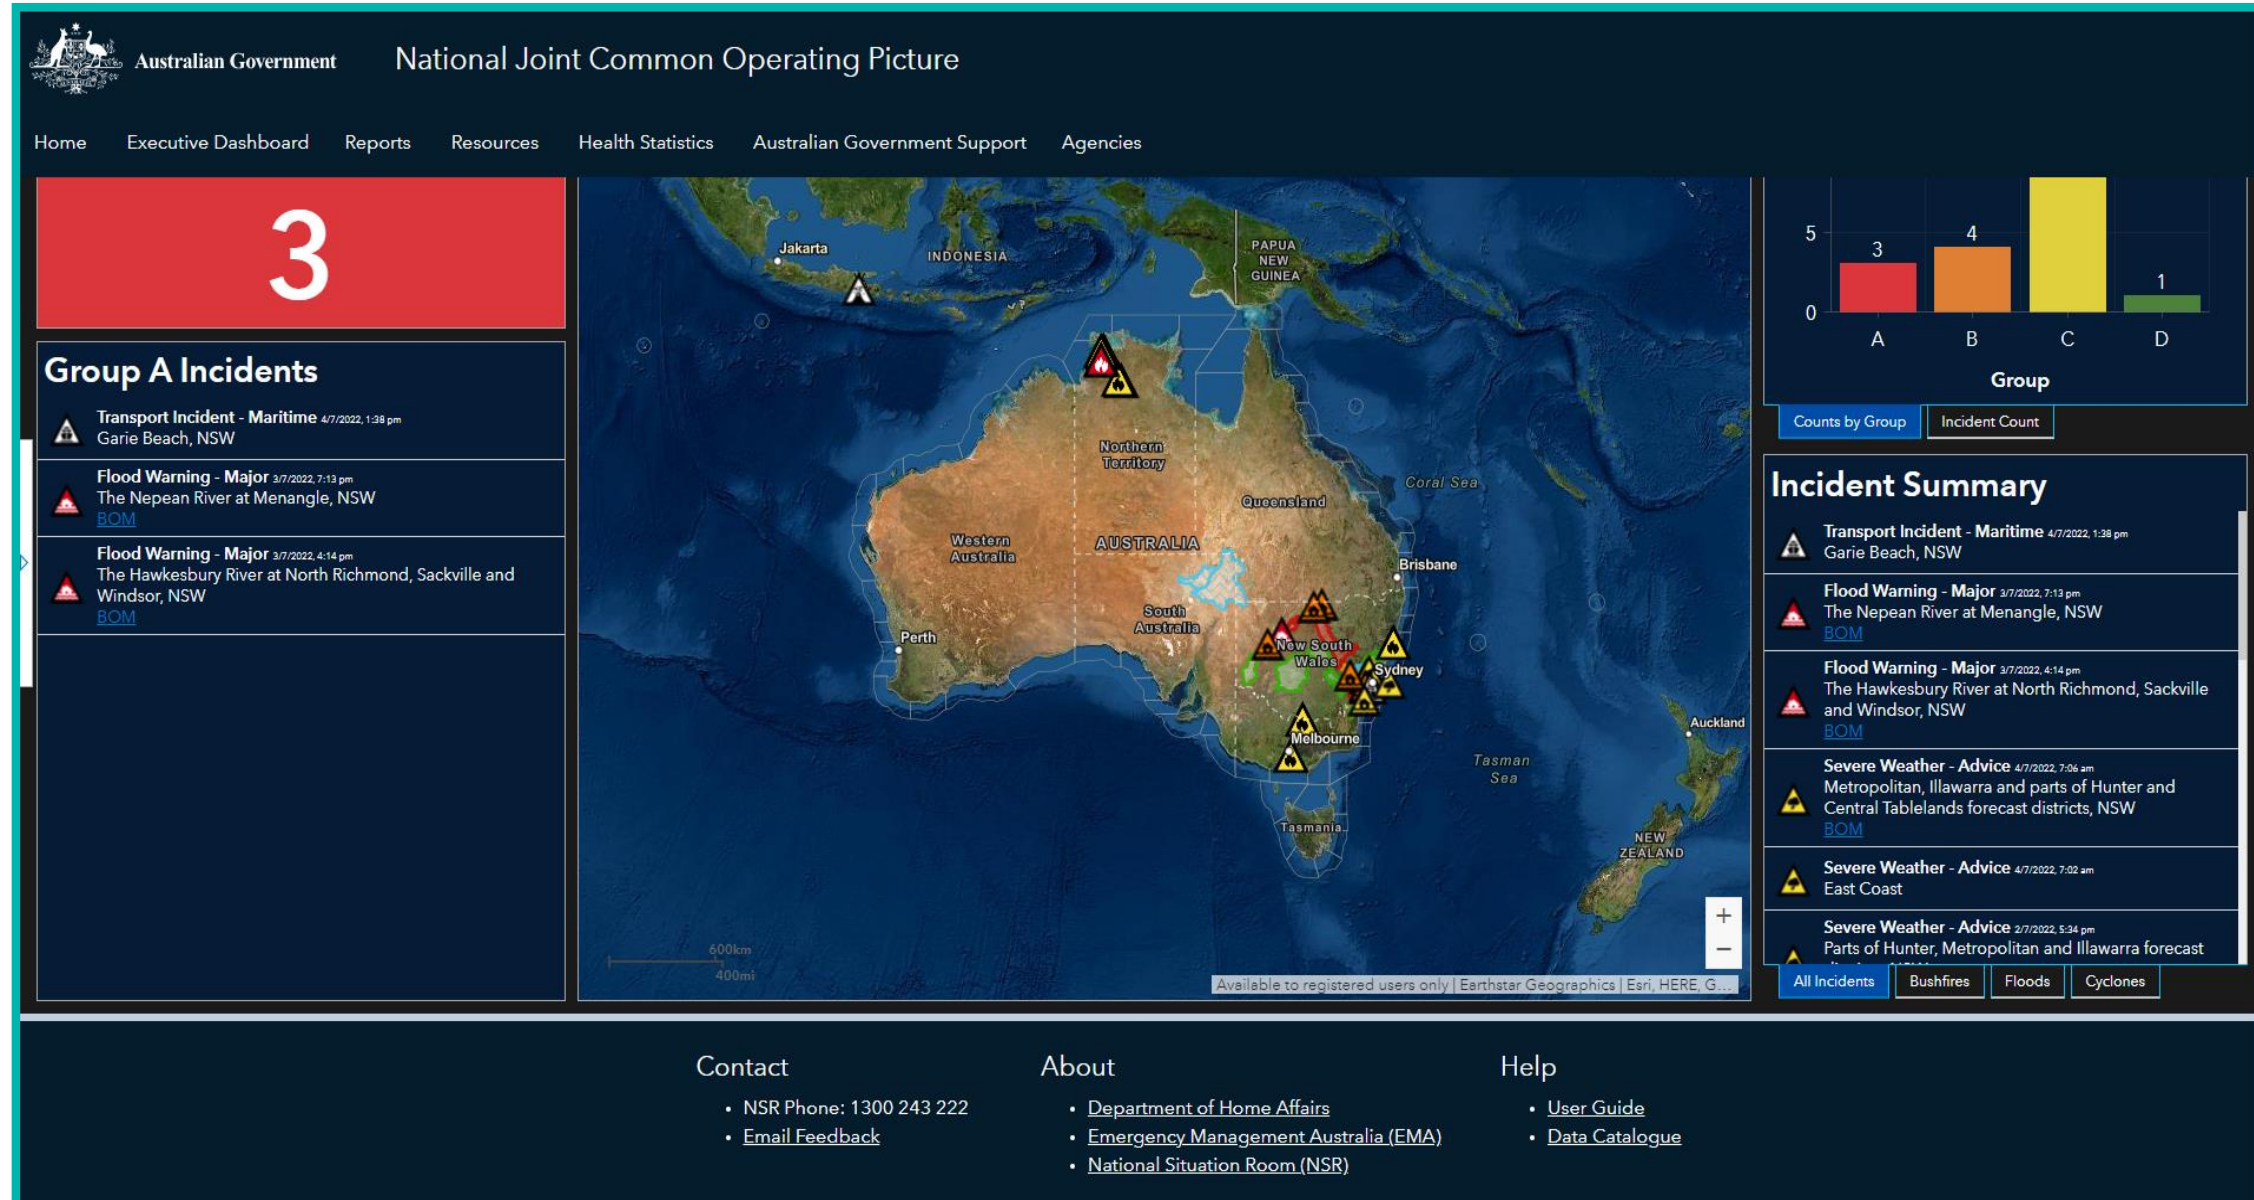 Australian Government
National Joint Common Operating Picture
Home
Executive Dashboard
Reports
Resources
Health Statistics
Australian Government Support
Agencies
3
Group A Incidents
Transport Incident - Maritime 4/7/2022, 1:38 pm
Garie Beach, NSW
Flood Warning - Major 3/7/2022, 7:13 pm
The Nepean River at Menangle, NSW
BOM
Flood Warning - Major 3/7/2022, 4:14 pm
The Hawkesbury River at North Richmond, Sackville and
Windsor, NSW
BOM
Jakarta
INDONESIA
PAPUA
NEW
GUINEA
Northern
Territory
Coral Sea
Queensland
Western
Australia
AUSTRALIA
Brisbane
South
Australia
Perth
New South
Wales
Sydney
Auckland
Melbourne
Tasman
Sea
Tasmania
NEW
ZEALAND
600km
400mi
+
−
Available to registered users only | Earthstar Geographics | Esri, HERE, G...
5
0
3
4
1
A
B
C
D
Group
Counts by Group
Incident Count
Incident Summary
Transport Incident - Maritime 4/7/2022, 1:38 pm
Garie Beach, NSW
Flood Warning - Major 3/7/2022, 7:13 pm
The Nepean River at Menangle, NSW
BOM
Flood Warning - Major 3/7/2022, 4:14 pm
The Hawkesbury River at North Richmond, Sackville
and Windsor, NSW
BOM
Severe Weather - Advice 4/7/2022, 7:06 am
Metropolitan, Illawarra and parts of Hunter and
Central Tablelands forecast districts, NSW
BOM
Severe Weather - Advice 4/7/2022, 7:02 am
East Coast
Severe Weather - Advice 2/7/2022, 5:34 pm
Parts of Hunter, Metropolitan and Illawarra forecast
All Incidents
Bushfires
Floods
Cyclones
Contact
• NSR Phone: 1300 243 222
• Email Feedback
About
• Department of Home Affairs
• Emergency Management Australia (EMA)
• National Situation Room (NSR)
Help
• User Guide
• Data Catalogue